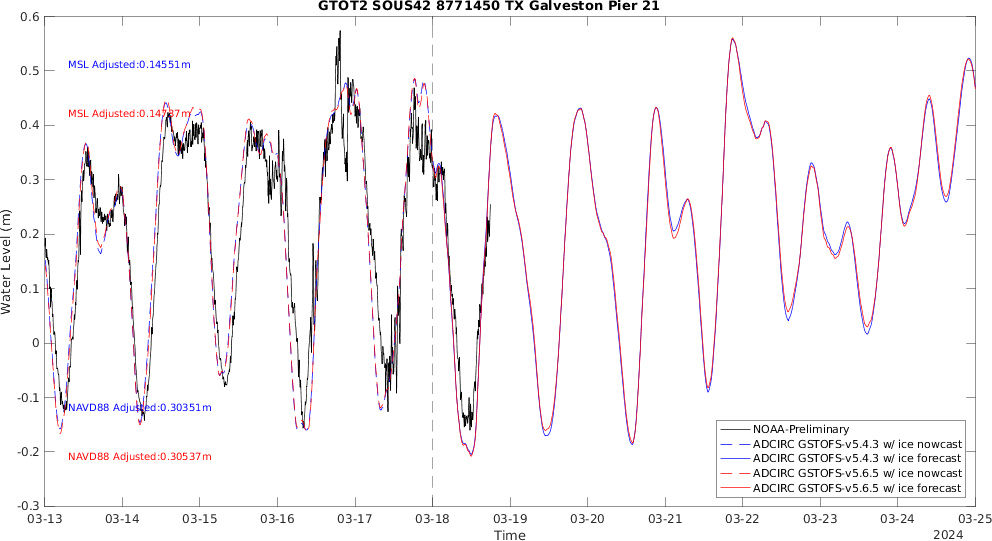 GTOT2 SOUS42 8771450 TX Galveston Pier 21
Water Level (m)
0.6
0.5
0.4
0.3
0.2
0.1
0
-0.1
-0.2
-0.3
MSL Adjusted:0.14551m
MSL Adjusted:0.14737m
NAVD88 Adjusted:0.30351m
NAVD88 Adjusted:0.30537m
NOAA-Preliminary
ADCIRC GSTOFS-v5.4.3 w/ ice nowcast
ADCIRC GSTOFS-v5.4.3 w/ ice forecast
ADCIRC GSTOFS-v5.6.5 w/ ice nowcast
ADCIRC GSTOFS-v5.6.5 w/ ice forecast
03-13 03-14 03-15 03-16 03-17 03-18 03-19 03-20 03-21 03-22 03-23 03-24 03-25
Time
2024